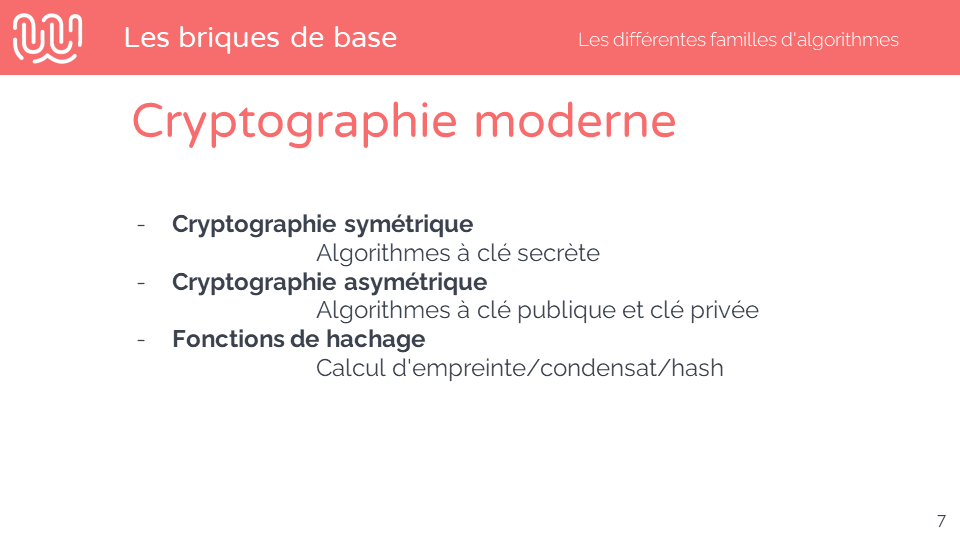 Les briques de base
Les différentes familles d'algorithmes
Cryptographie moderne
- Cryptographie symétrique
Algorithmes à clé secrète
- Cryptographie asymétrique
Algorithmes à clé publique et clé privée
- Fonctions de hachage
Calcul d'empreinte/condensat/hash
7